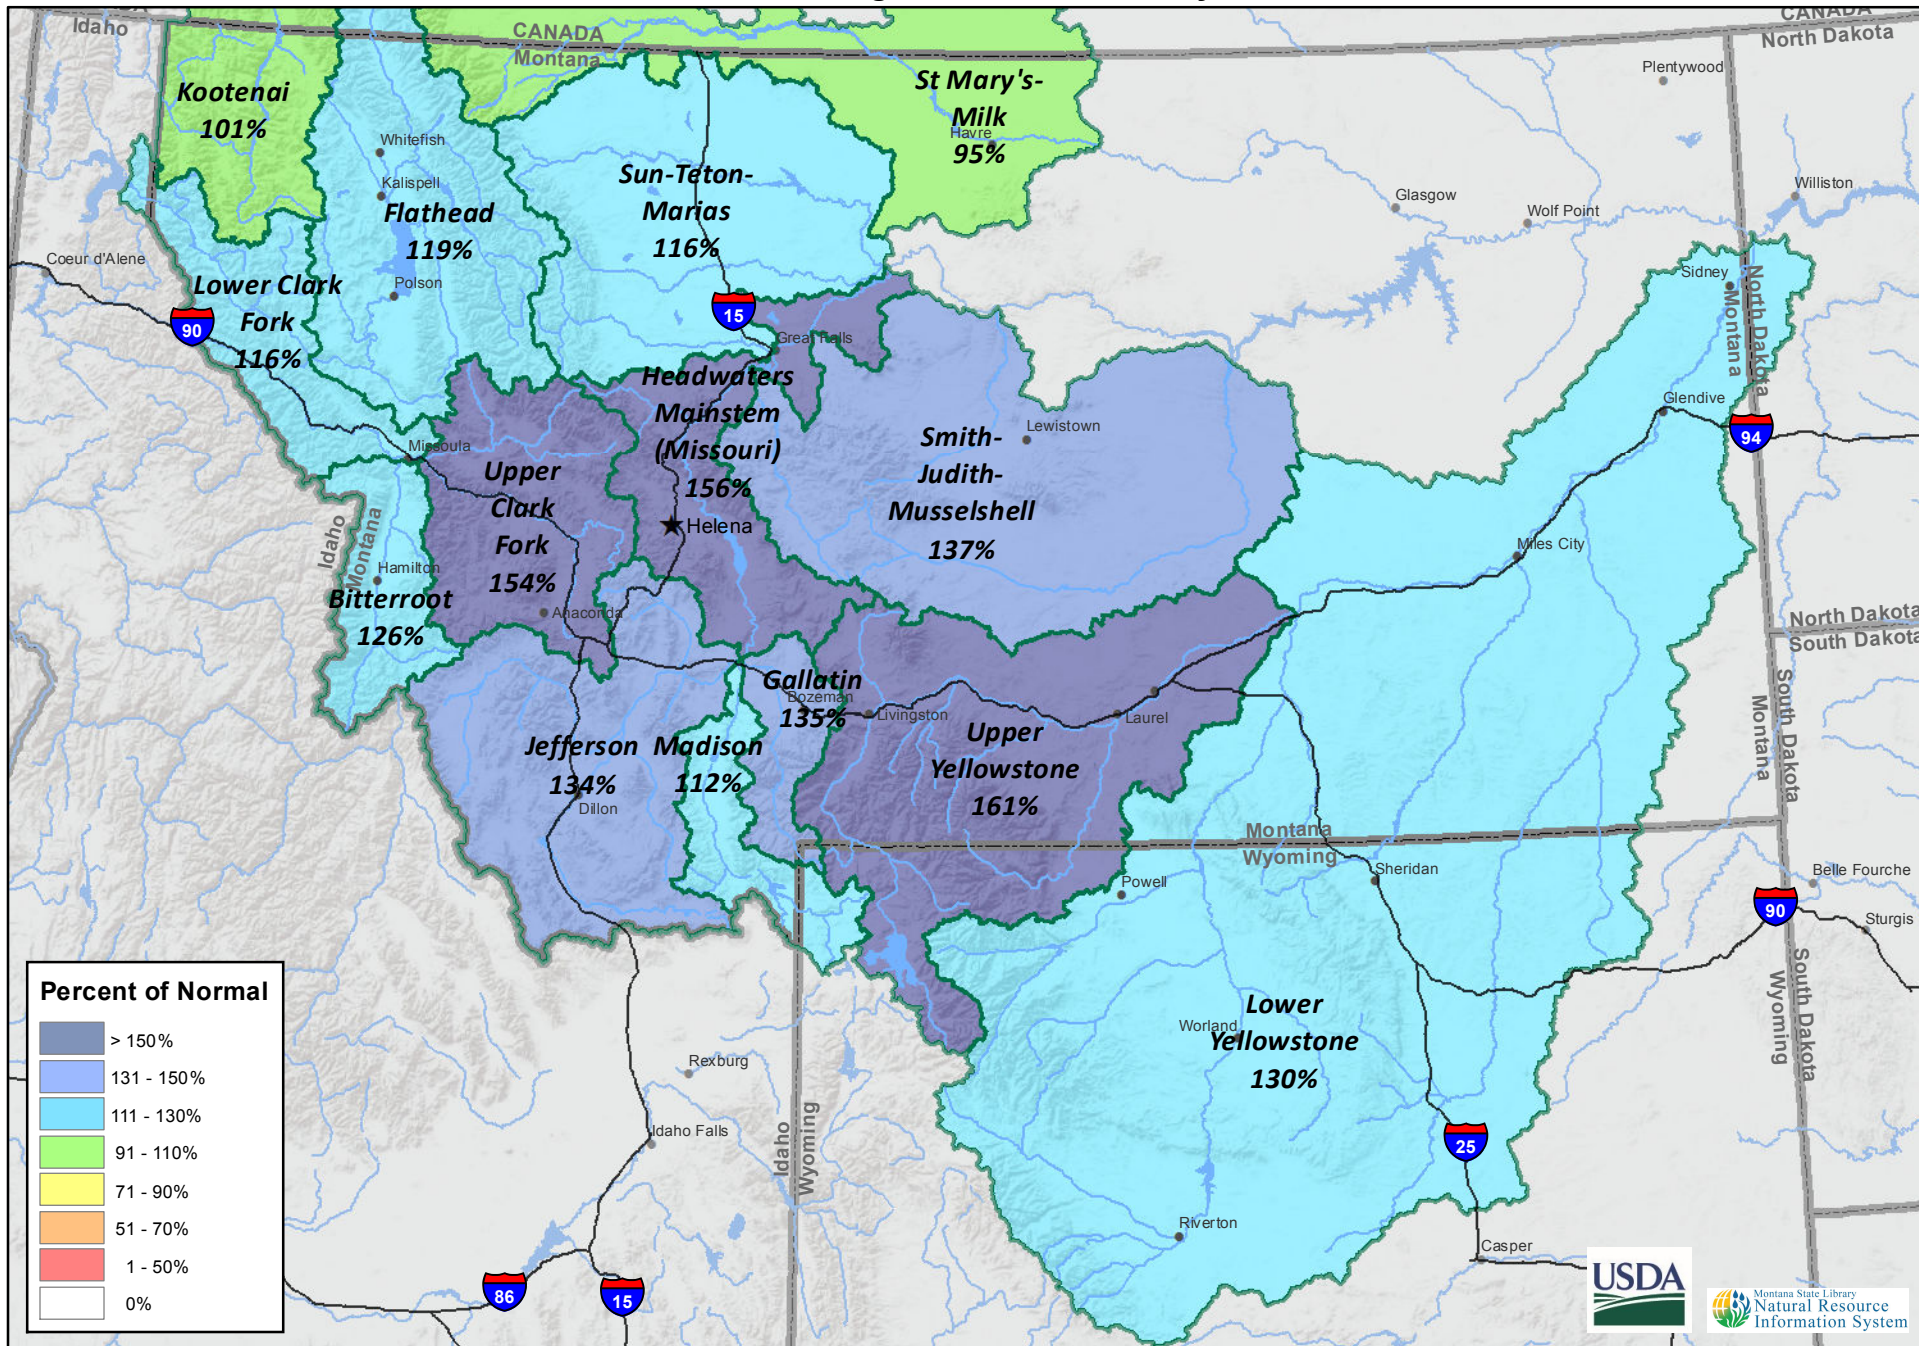 CANADA
Idaho
CANADA
Montana
CANADA
North Dakota
Kootenai
101%
St Mary's-
Milk
Havre
95%
Plentywood
Whitefish
Kalispell
Flathead
119%
Polson
Sun-Teton-
Marias
116%
Glasgow
Wolf Point
Williston
Coeur d'Alene
Lower Clark
Fork
116%
90
15
Great Falls
Sidney
North Dakota
Montana
Glendive
94
Headwaters
Mainstem
(Missouri)
156%
Helena
Lewistown
Smith-
Judith-
Musselshell
137%
Missoula
Upper
Clark
Fork
154%
Anaconda
Idaho
Montana
Hamilton
Bitterroot
126%
Miles City
North Dakota
South Dakota
Gallatin
Bozeman
135%
Livingston
Laurel
Upper
Yellowstone
161%
Jefferson
134%
Dillon
Madison
112%
South Dakota
Montana
Montana
Wyoming
Powell
Sheridan
Belle Fourche
90
Sturgis
South Dakota
Wyoming
Worland
Lower
Yellowstone
130%
Rexburg
Idaho Falls
Idaho
Wyoming
25
Riverton
Casper
86
15
Percent of Normal
> 150%
131 - 150%
111 - 130%
91 - 110%
71 - 90%
51 - 70%
1 - 50%
0%
USDA
Montana State Library
Natural Resource
Information System